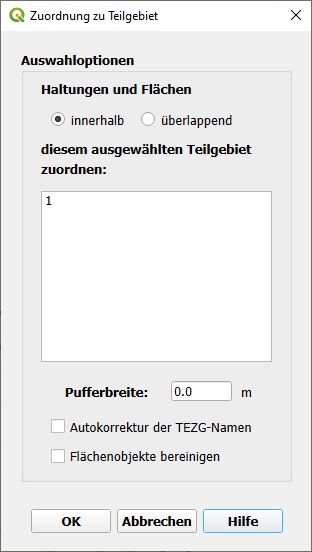 Zuordnung zu Teilgebiet
Auswahloptionen
Haltungen und Flächen
innerhalb
überlappend
diesem ausgewählten Teilgebiet
zuordnen:
1
Pufferbreite: 0.0 m
Autokorrektur der TEZG-Namen
Flächenobjekte bereinigen
OK Abbrechen Hilfe